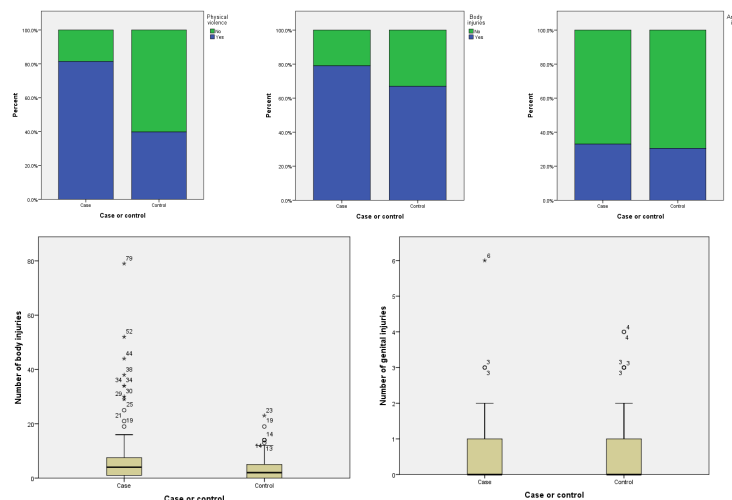 Physical
violence
No
Yes
100.0%
80.0%
60.0%
40.0%
20.0%
0.0%
Percent
Case
Control
Case or control
Body
injuries
No
Yes
100.0%
80.0%
60.0%
40.0%
20.0%
0.0%
Percent
Case
Control
Case or control
100.0%
80.0%
60.0%
40.0%
20.0%
0.0%
Percent
Case
Control
Case or control
Number of body injuries
80
60
40
20
0
79
52
44
38
34 34
29 30
25
21 19
23
19
14
13
Case
Control
Case or control
Number of genital injuries
6
5
4
3
2
1
0
6
3
3
4
4
3 3
3
Case
Control
Case or control